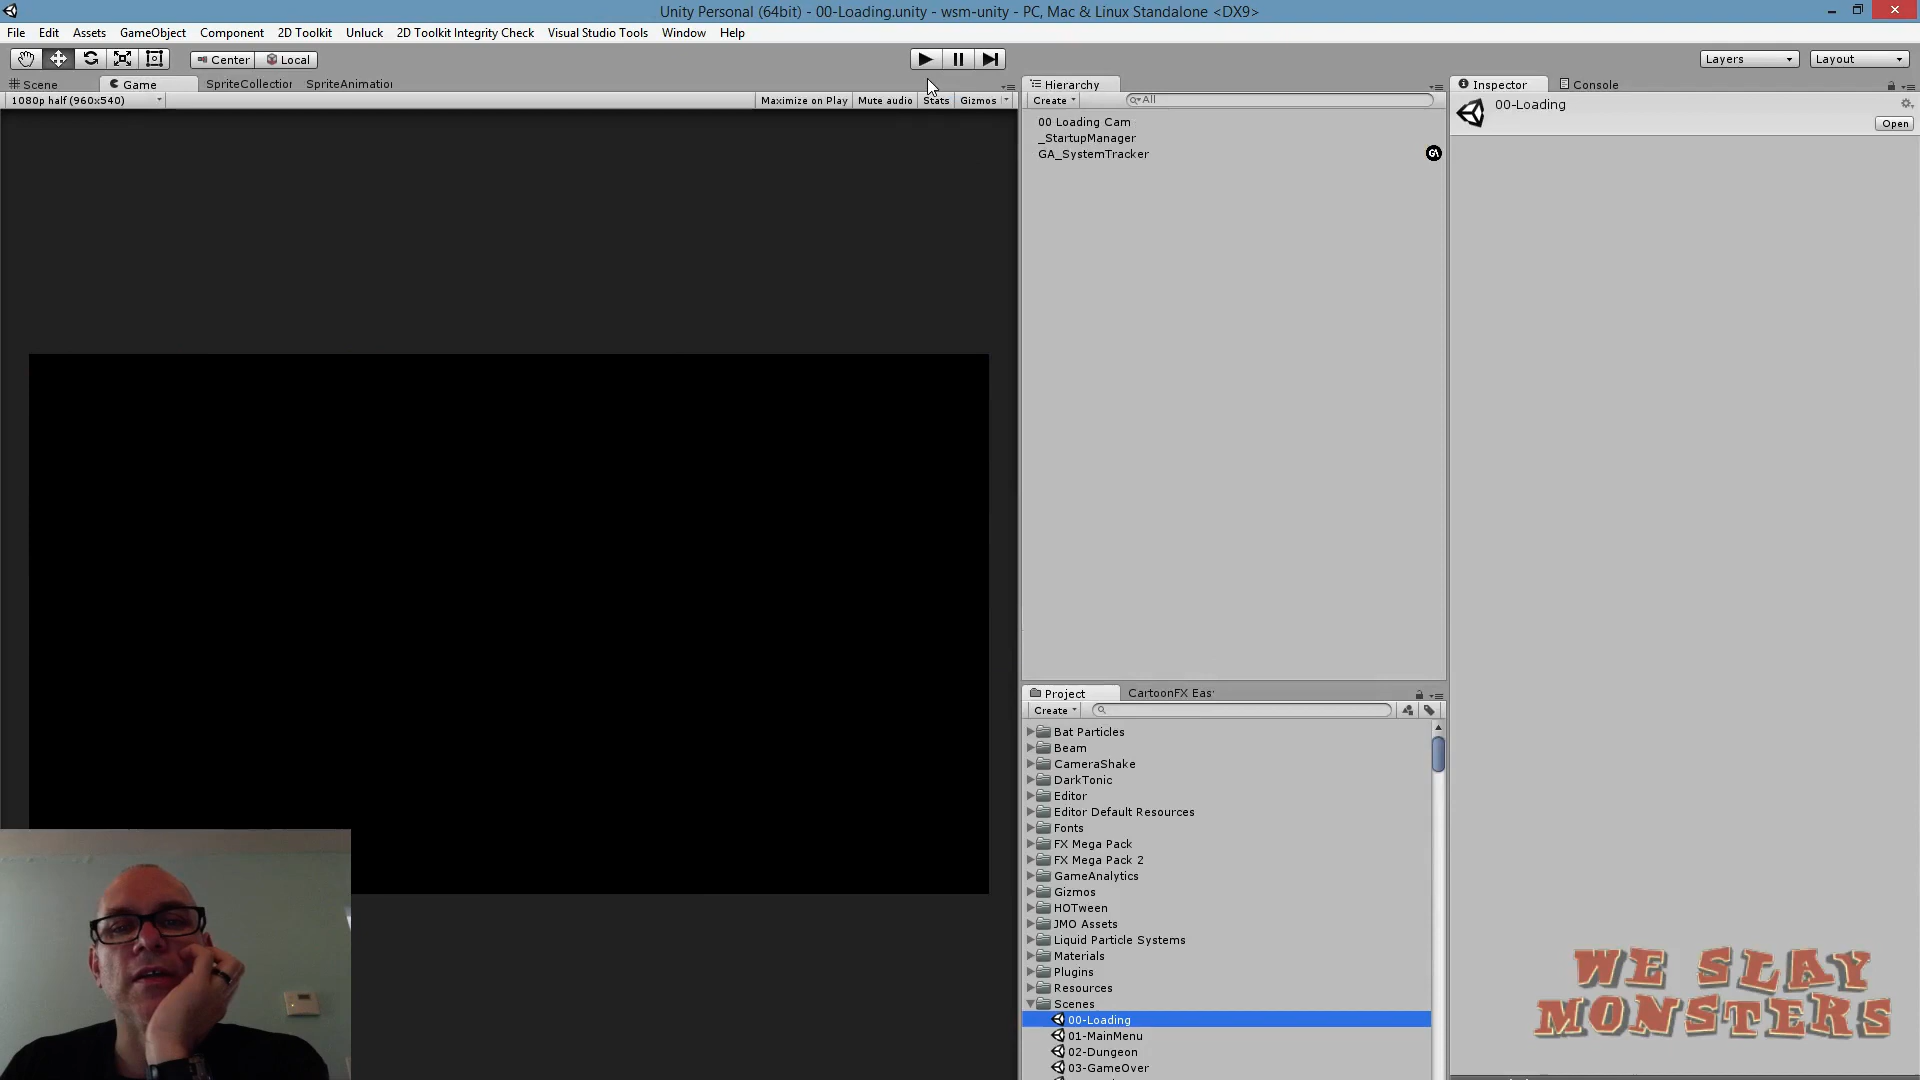 Unity Personal (64bit) - 00-Loading.unity - wsm-unity - PC, Mac & Linux Standalone <DX9>
File Edit Assets GameObject Component 2D Toolkit Unluck 2D Toolkit Integrity Check Visual Studio Tools Window Help
Center Local Layers Layout
Scene Game SpriteCollection SpriteAnimation Hierarchy Inspector Console
1080p half (960x540) Maximize on Play Mute audio Stats Gizmos Create All
00-Loading
Open
00 Loading Cam
_StartupManager
GA_SystemTracker
Project CartoonFX Eas
Create
Bat Particles
Beam
CameraShake
DarkTonic
Editor
Editor Default Resources
Fonts
FX Mega Pack
FX Mega Pack 2
GameAnalytics
Gizmos
HOTween
JMO Assets
Liquid Particle Systems
Materials
Plugins
Resources
Scenes
00-Loading
01-MainMenu
02-Dungeon
03-GameOver
WE SLAY
MONSTERS